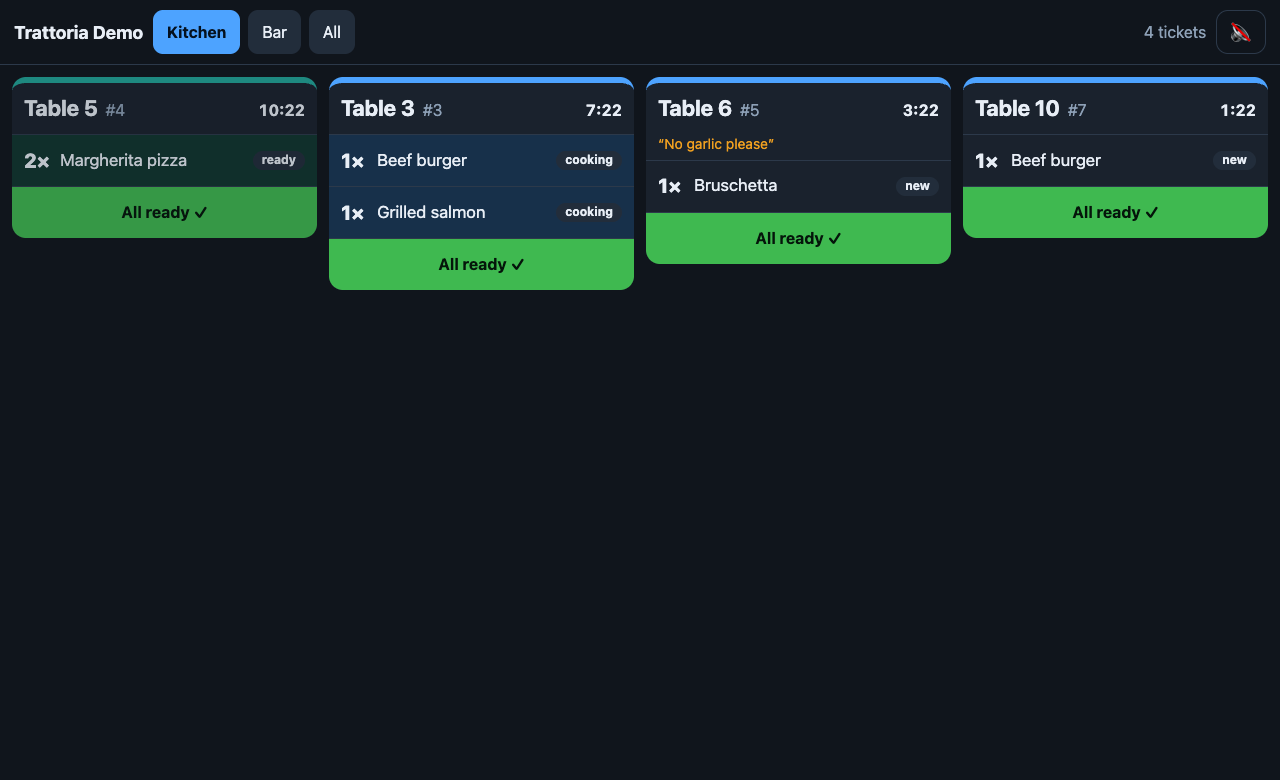 Trattoria Demo Kitchen Bar All 4 tickets
Table 5 #4 10:22
2× Margherita pizza ready
All ready ✓
Table 3 #3 7:22
1× Beef burger cooking
1× Grilled salmon cooking
All ready ✓
Table 6 #5 3:22
“No garlic please”
1× Bruschetta new
All ready ✓
Table 10 #7 1:22
1× Beef burger new
All ready ✓